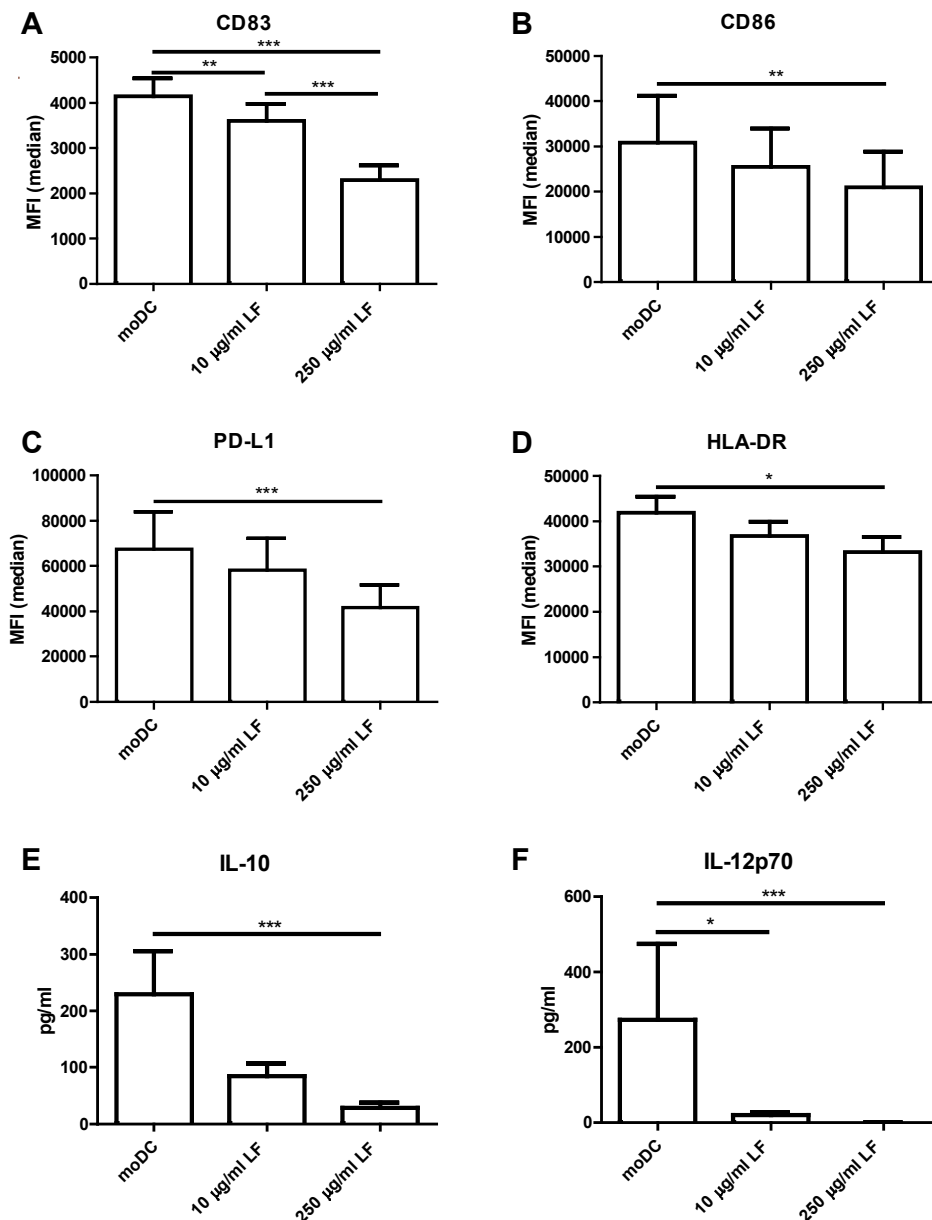 A
CD83
MFI (median)
5000
4000
3000
2000
1000
0
***
**
***
moDC
10 µg/ml LF
250 µg/ml LF
B
CD86
MFI (median)
50000
40000
30000
20000
10000
0
**
moDC
10 µg/ml LF
250 µg/ml LF
C
PD-L1
MFI (median)
100000
80000
60000
40000
20000
0
***
moDC
10 µg/ml LF
250 µg/ml LF
D
HLA-DR
MFI (median)
50000
40000
30000
20000
10000
0
*
moDC
10 µg/ml LF
250 µg/ml LF
E
IL-10
pg/ml
400
300
200
100
0
***
moDC
10 µg/ml LF
250 µg/ml LF
F
IL-12p70
pg/ml
600
400
200
0
***
*
moDC
10 µg/ml LF
250 µg/ml LF